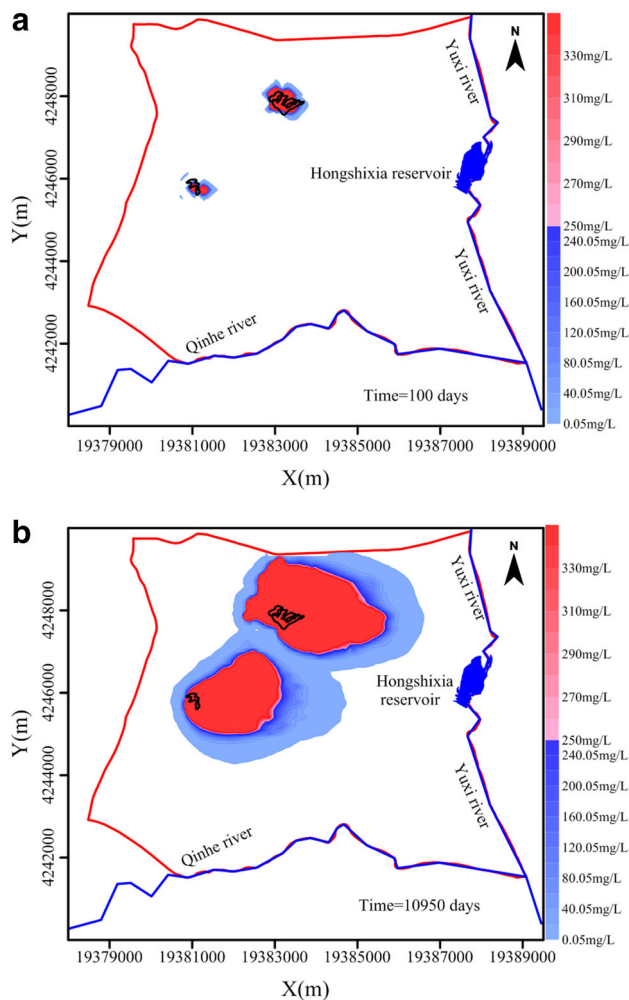 a
N
Yuxi river
Hongshixia reservoir
Yuxi river
Qinhe river
Time=100 days
Y(m)
4248000
4246000
4244000
4242000
19379000 19381000 19383000 19385000 19387000 19389000
X(m)
330mg/L
310mg/L
290mg/L
270mg/L
250mg/L
240.05mg/L
200.05mg/L
160.05mg/L
120.05mg/L
80.05mg/L
40.05mg/L
0.05mg/L
b
N
Yuxi river
Hongshixia
reservoir
Yuxi river
Qinhe river
Time=10950 days
Y(m)
4248000
4246000
4244000
4242000
19379000 19381000 19383000 19385000 19387000 19389000
X(m)
330mg/L
310mg/L
290mg/L
270mg/L
250mg/L
240.05mg/L
200.05mg/L
160.05mg/L
120.05mg/L
80.05mg/L
40.05mg/L
0.05mg/L